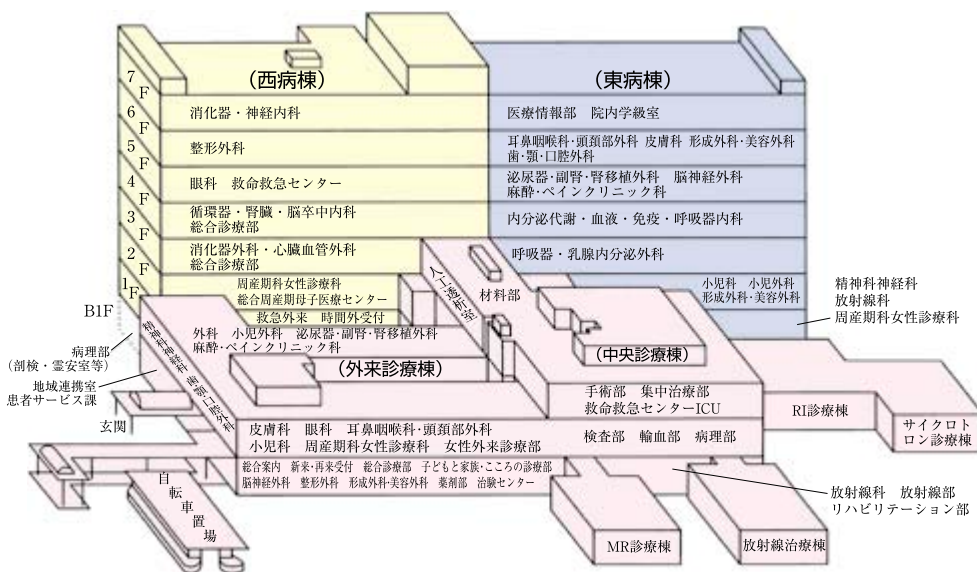 (西病棟)
(東病棟)
7F
6F
5F
4F
3F
2F
1F
B1F
消化器・神経内科
整形外科
眼科 救命救急センター
循環器・腎臓・脳卒中内科
総合診療部
消化器外科・心臓血管外科
総合診療部
周産期科女性診療科
総合周産期母子医療センター
救急外来 時間外受付
医療情報部 院内学級室
耳鼻咽喉科・頭頚部外科 皮膚科 形成外科・美容外科
歯・顎・口腔外科
泌尿器・副腎・腎移植外科 脳神経外科
麻酔・ペインクリニック科
内分泌代謝・血液・免疫・呼吸器内科
呼吸器・乳腺内分泌外科
小児科 小児外科
形成外科・美容外科
精神科神経科
放射線科
周産期科女性診療科
人工透析室
材料部
(中央診療棟)
手術部 集中治療部
救命救急センターICU
検査部 輸血部 病理部
外科 小児外科 泌尿器・副腎・腎移植外科
麻酔・ペインクリニック科
(外来診療棟)
精神科神経科 歯顎口腔外科
皮膚科 眼科 耳鼻咽喉科・頭頚部外科
小児科 周産期科女性診療科 女性外来診療部
総合案内 新来・再来受付 総合診療部 子どもと家族・こころの診療部
脳神経外科 整形外科 形成外科・美容外科 薬剤部 治験センター
病理部
(剖検・霊安室等)
地域連携室
患者サービス課
玄関
自転車置場
RI診療棟
サイクロト
ロン診療棟
放射線科 放射線部
リハビリテーション部
MR診療棟
放射線治療棟